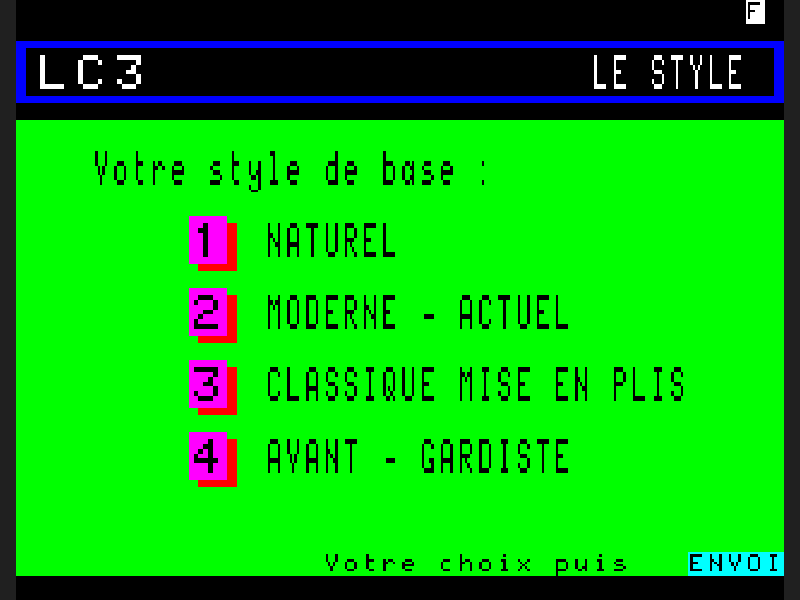 F
LC3 LE STYLE
Votre style de base :
1 NATUREL
2 MODERNE - ACTUEL
3 CLASSIQUE MISE EN PLIS
4 AVANT - GARDISTE
Votre choix puis ENVOI